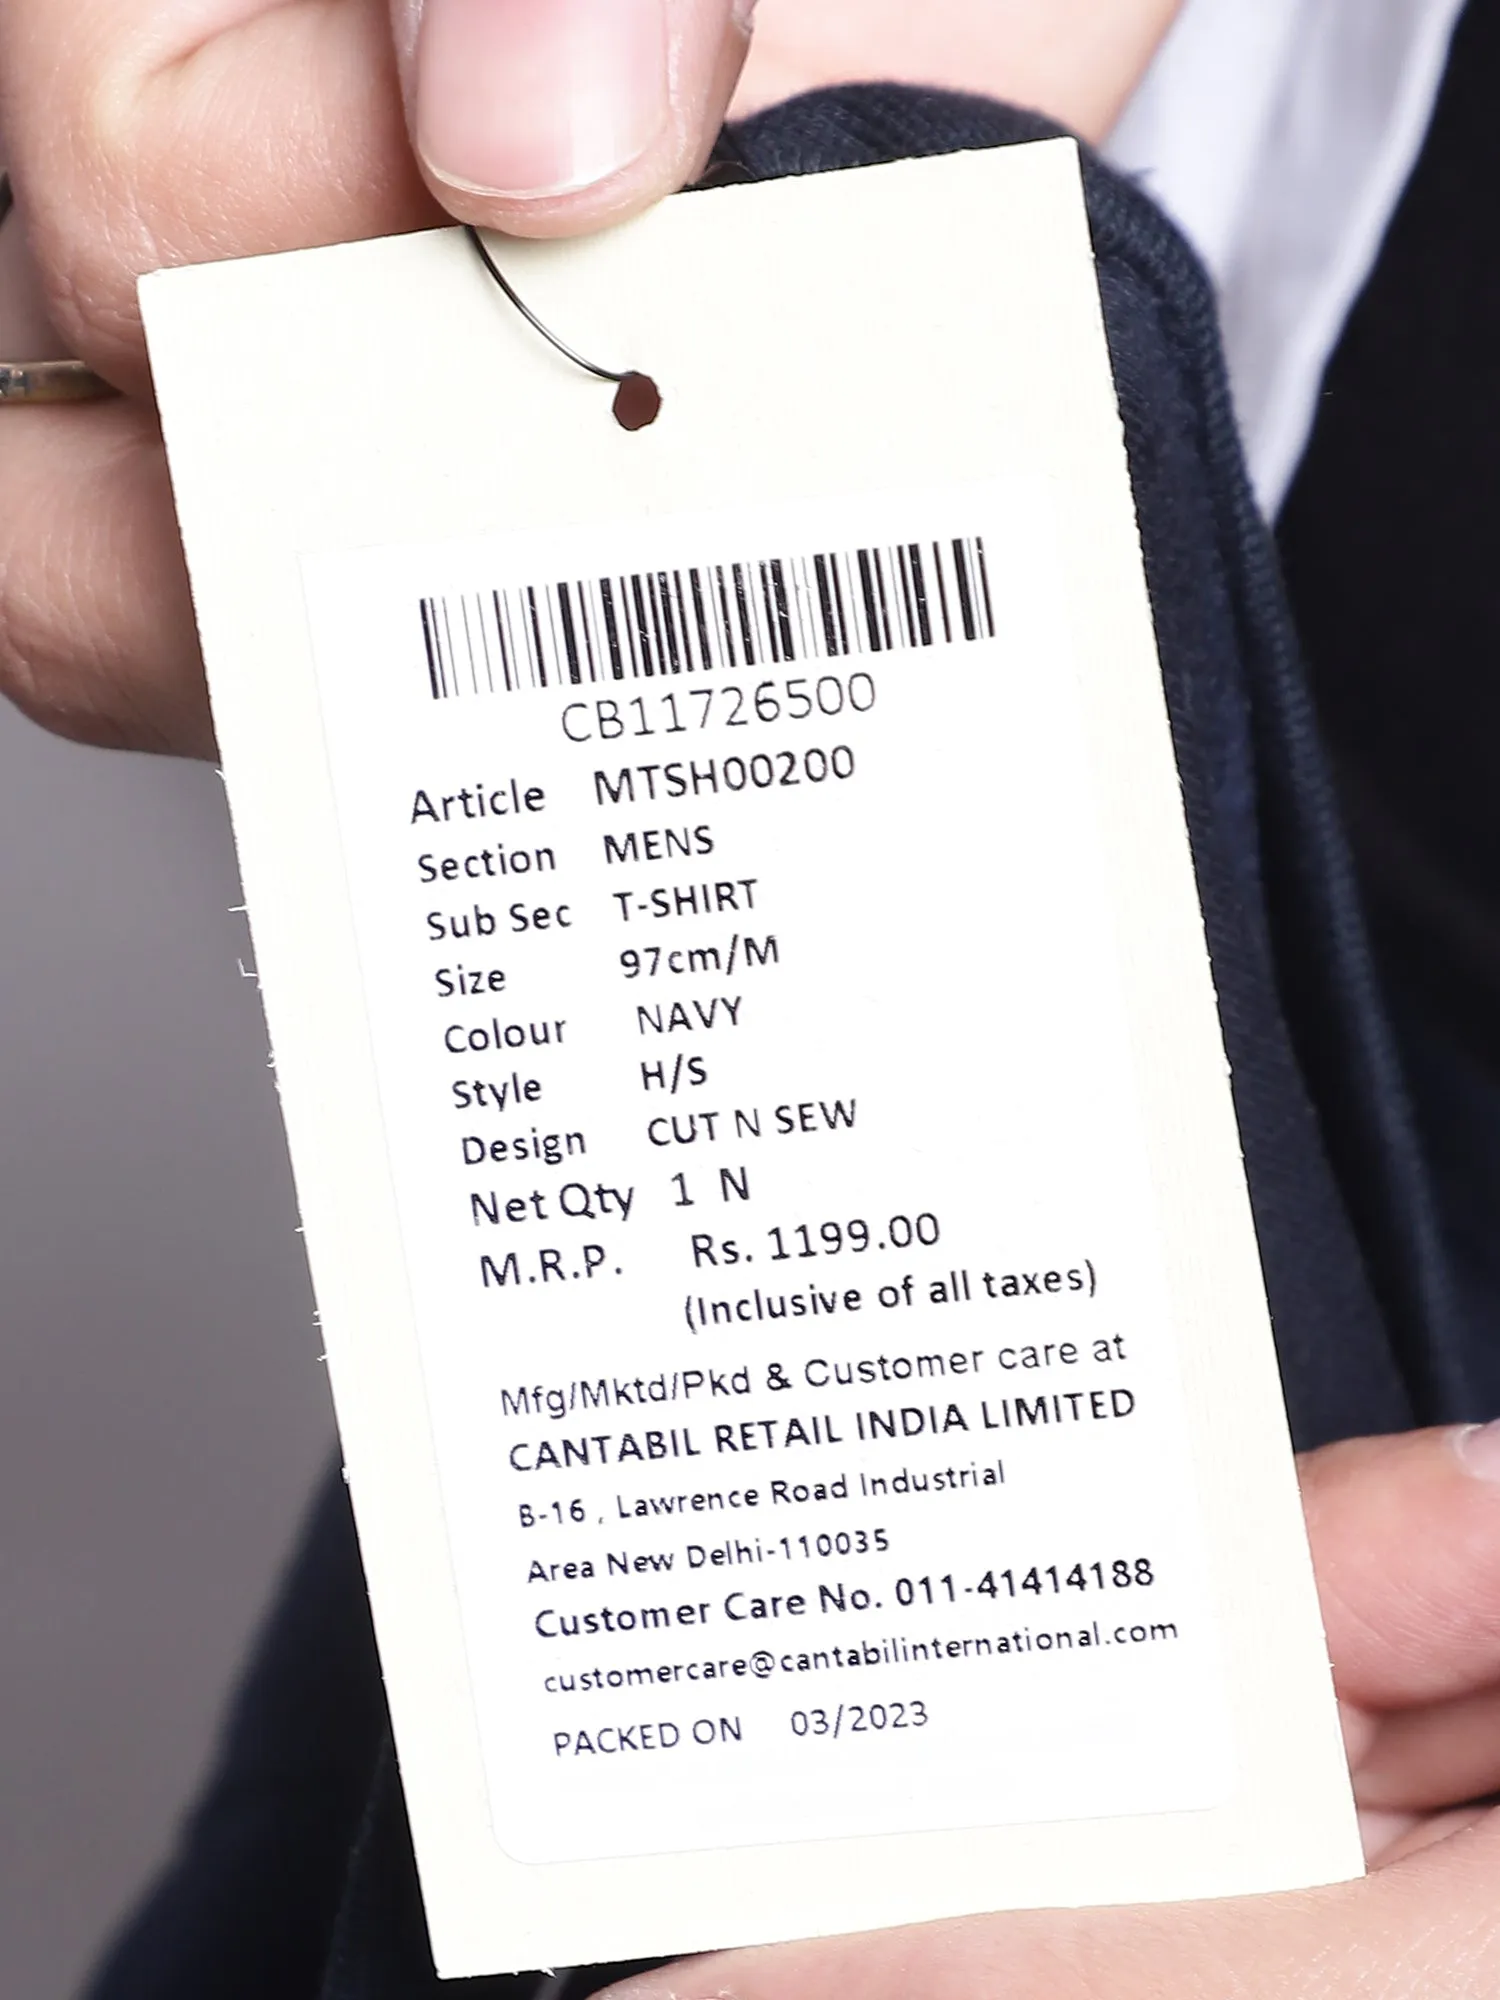 CB11726500
Article MTSH00200
Section MENS
Sub Sec T-SHIRT
Size 97cm/M
Colour NAVY
Style H/S
Design CUT N SEW
Net Qty 1 N
M.R.P. Rs. 1199.00
(Inclusive of all taxes)
Mfg/Mktd/Pkd & Customer care at
CANTABIL RETAIL INDIA LIMITED
B-16 , Lawrence Road Industrial
Area New Delhi-110035
Customer Care No. 011-41414188
customercare@cantabilinternational.com
PACKED ON 03/2023